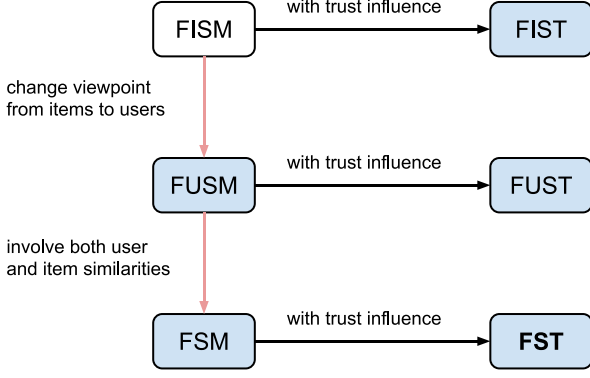 FISM
with trust influence
FIST
change viewpoint
from items to users
FUSM
with trust influence
FUST
involve both user
and item similarities
FSM
with trust influence
FST